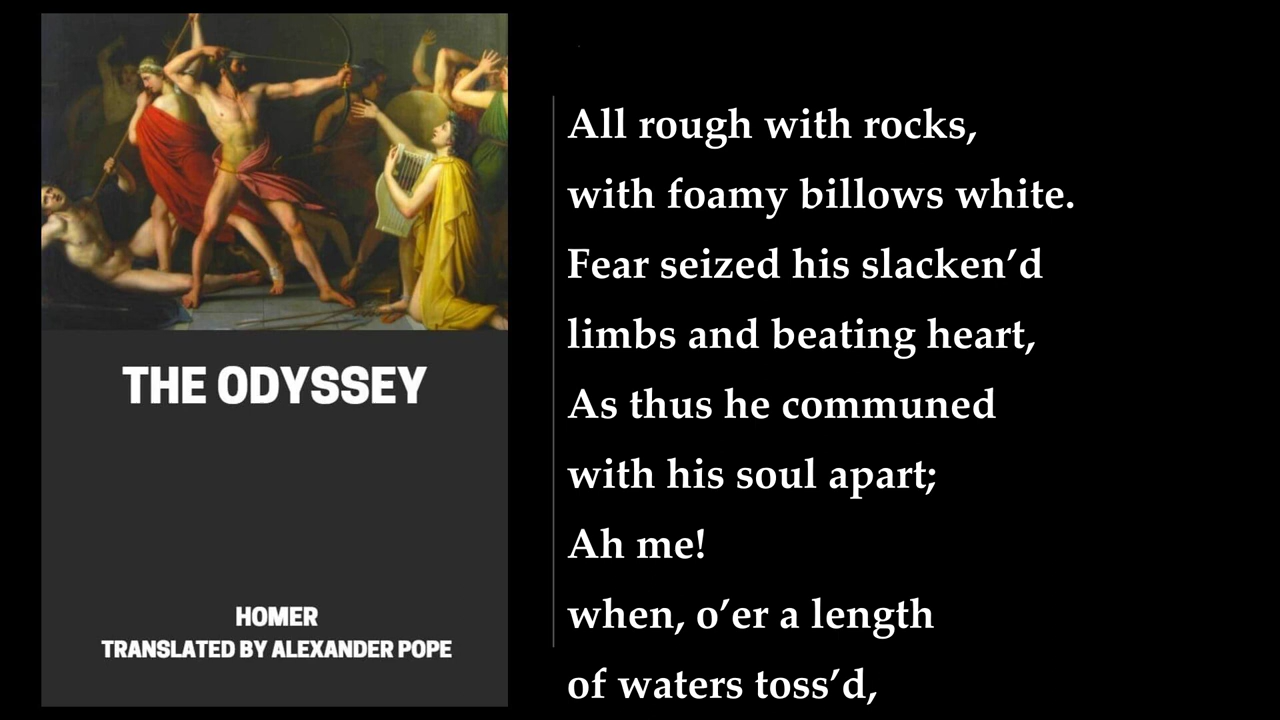 THE ODYSSEY
HOMER
TRANSLATED BY ALEXANDER POPE
All rough with rocks,
with foamy billows white.
Fear seized his slacken’d
limbs and beating heart,
As thus he communed
with his soul apart;
Ah me!
when, o’er a length
of waters toss’d,